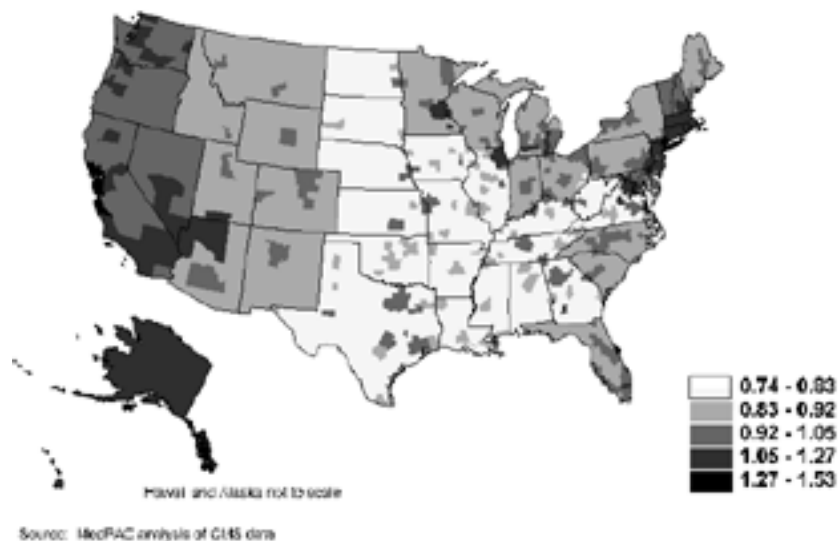 0.74 - 0.83
0.83 - 0.92
0.92 - 1.05
1.05 - 1.27
1.27 - 1.53
Hawaii and Alaska not to scale
Source: MedPAC analysis of CMS data